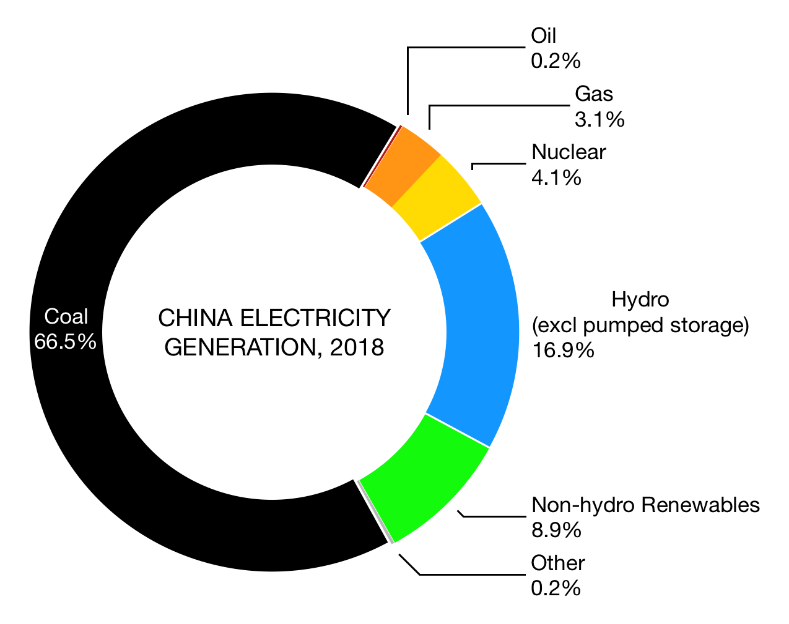 Oil
0.2%
Gas
3.1%
Nuclear
4.1%
Hydro
(excl pumped storage)
16.9%
Coal
66.5%
CHINA ELECTRICITY
GENERATION, 2018
Non-hydro Renewables
8.9%
Other
0.2%